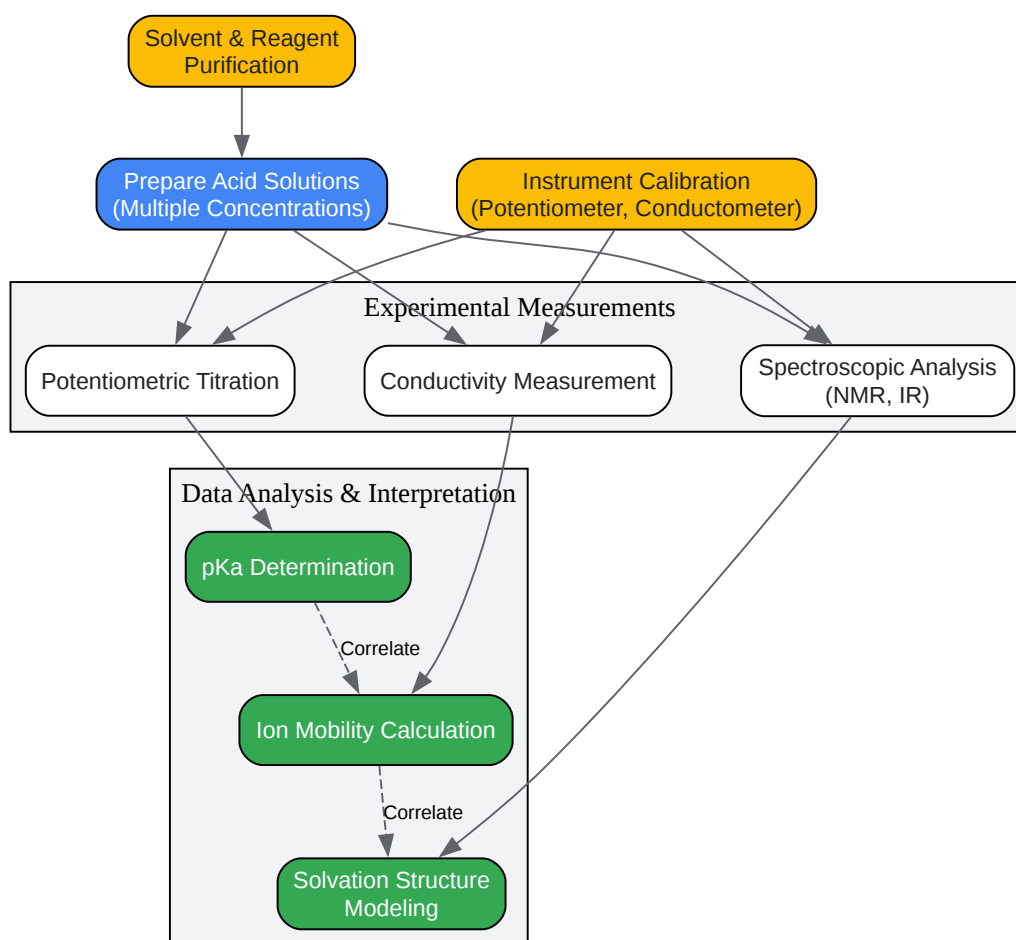 Solvent & Reagent
Purification
Prepare Acid Solutions
(Multiple Concentrations)
Instrument Calibration
(Potentiometer, Conductometer)
Experimental Measurements
Potentiometric Titration
Conductivity Measurement
Spectroscopic Analysis
(NMR, IR)
Data Analysis & Interpretation
pKa Determination
Correlate
Ion Mobility Calculation
Correlate
Solvation Structure
Modeling